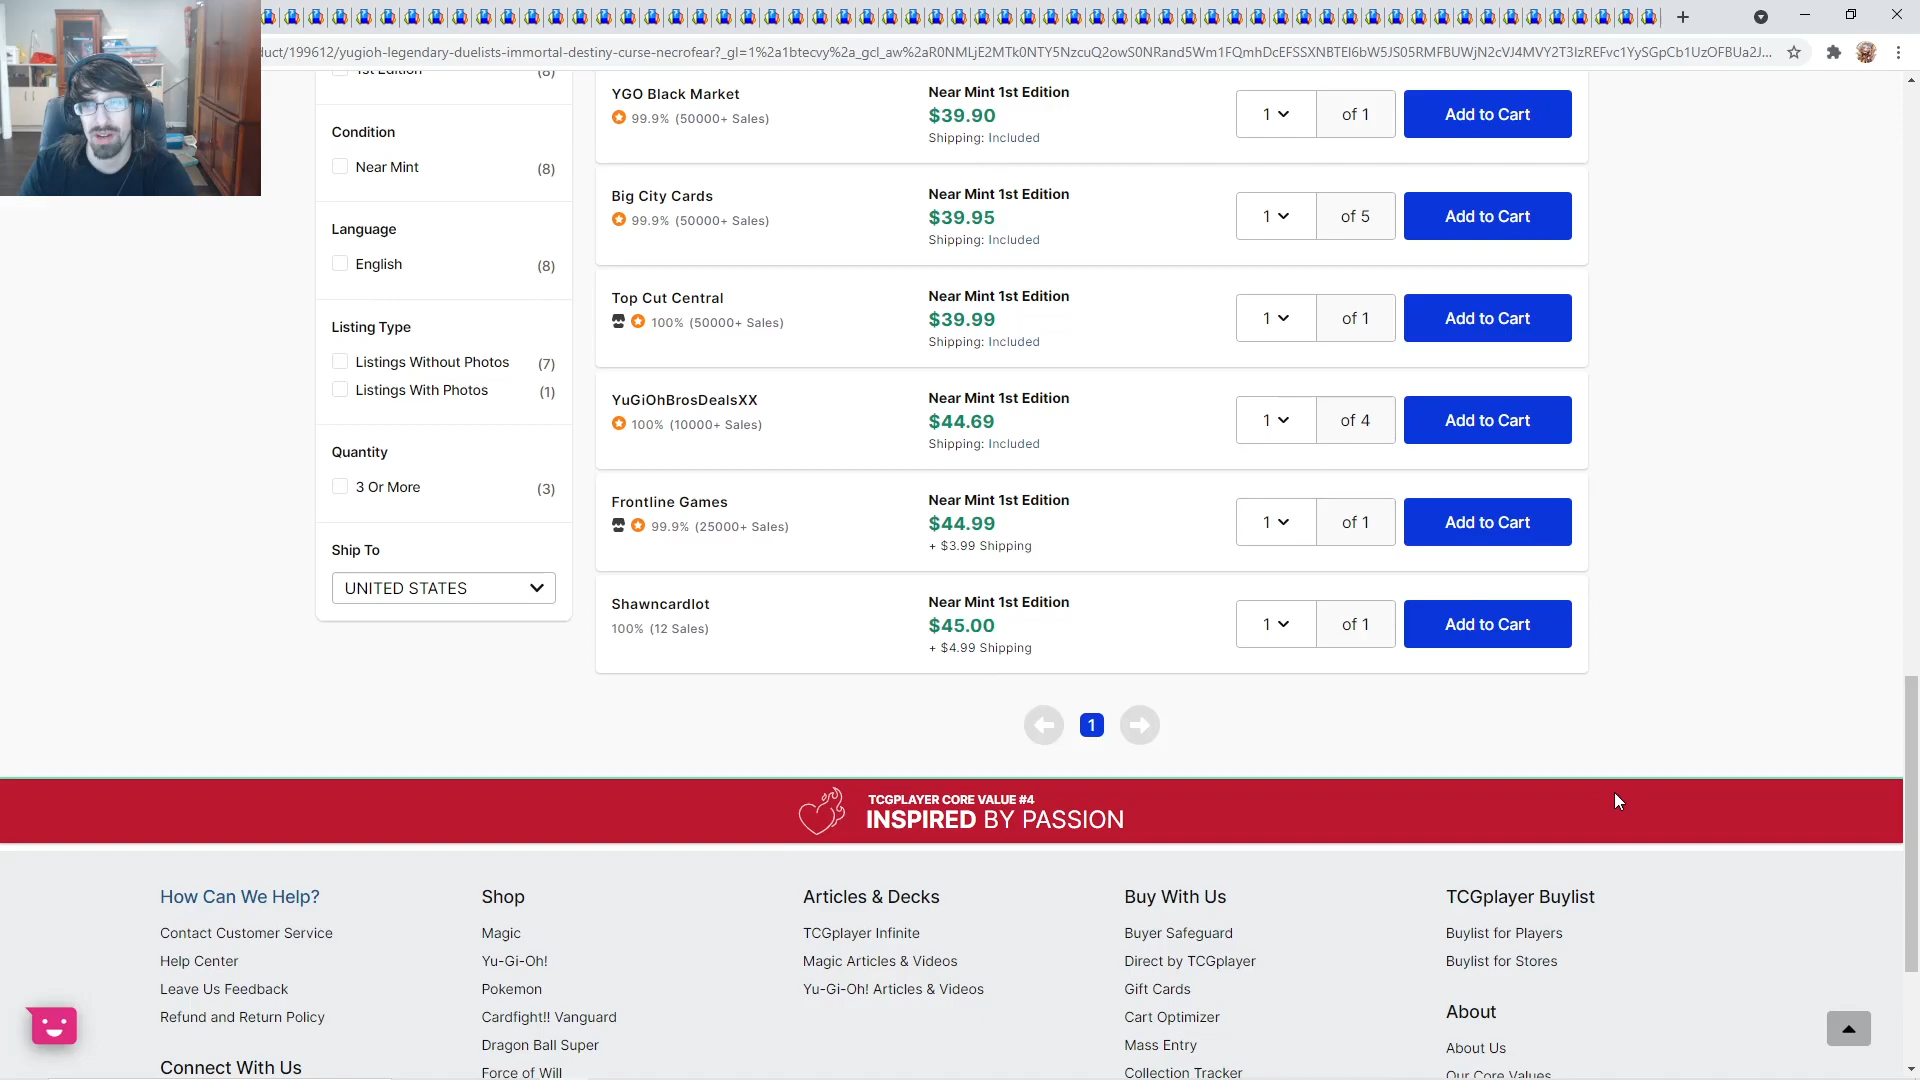 duct/199612/yugioh-legendary-duelists-immortal-destiny-curse-necrofear?_gl=1%2a1btecvy%2a_gcl_aw%2aR0NMLjE2MTk0NTY5NzcuQ2owS0NRand5Wm1FQmhDcEFSSXNBTEl6bW5JS05RMFBUWjN2cVJ4MVY2T3lzREFvc1YySGpCb1UzOFBUa2J...
1st Edition (8)
Condition
Near Mint (8)
Language
English (8)
Listing Type
Listings Without Photos (7)
Listings With Photos (1)
Quantity
3 Or More (3)
Ship To
UNITED STATES
YGO Black Market
99.9% (50000+ Sales)
Near Mint 1st Edition
$39.90
Shipping: Included
1 of 1 Add to Cart
Big City Cards
99.9% (50000+ Sales)
Near Mint 1st Edition
$39.95
Shipping: Included
1 of 5 Add to Cart
Top Cut Central
100% (50000+ Sales)
Near Mint 1st Edition
$39.99
Shipping: Included
1 of 1 Add to Cart
YuGiOhBrosDealsXX
100% (10000+ Sales)
Near Mint 1st Edition
$44.69
Shipping: Included
1 of 4 Add to Cart
Frontline Games
99.9% (25000+ Sales)
Near Mint 1st Edition
$44.99
+ $3.99 Shipping
1 of 1 Add to Cart
Shawncardlot
100% (12 Sales)
Near Mint 1st Edition
$45.00
+ $4.99 Shipping
1 of 1 Add to Cart
1
TCGPLAYER CORE VALUE #4
INSPIRED BY PASSION
How Can We Help?
Contact Customer Service
Help Center
Leave Us Feedback
Refund and Return Policy
Connect With Us
Shop
Magic
Yu-Gi-Oh!
Pokemon
Cardfight!! Vanguard
Dragon Ball Super
Force of Will
Articles & Decks
TCGplayer Infinite
Magic Articles & Videos
Yu-Gi-Oh! Articles & Videos
Buy With Us
Buyer Safeguard
Direct by TCGplayer
Gift Cards
Cart Optimizer
Mass Entry
Collection Tracker
TCGplayer Buylist
Buylist for Players
Buylist for Stores
About
About Us
Our Core Values